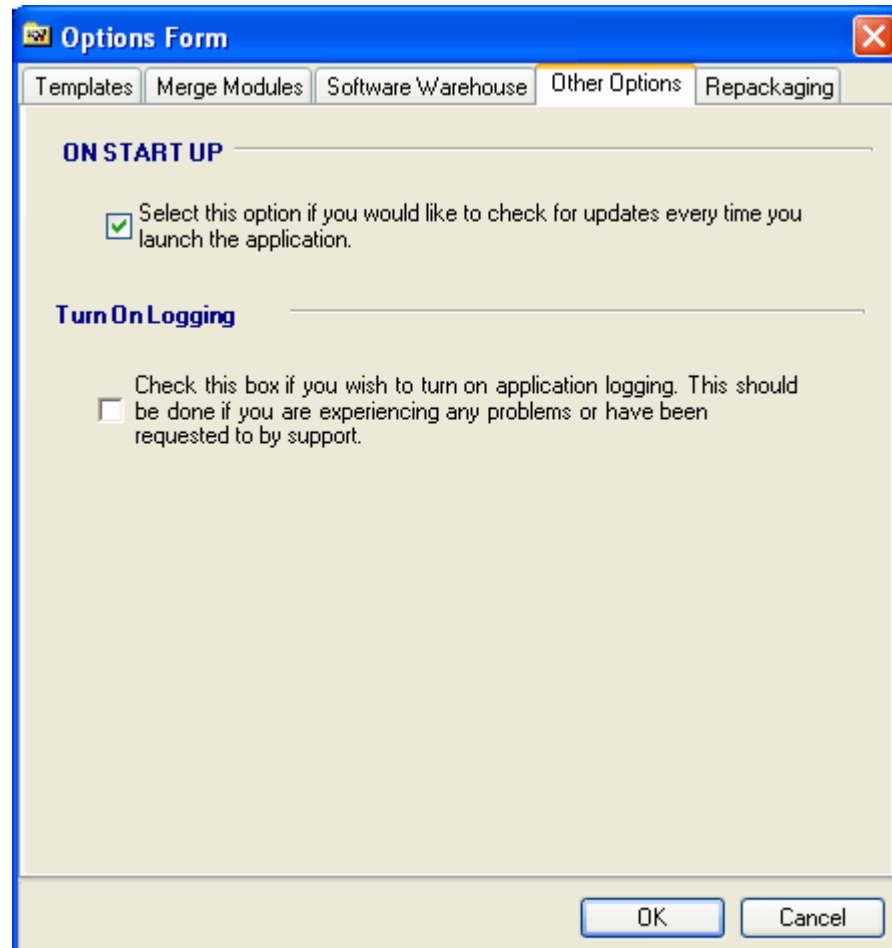 Options Form
Templates Merge Modules Software Warehouse Other Options Repackaging
ON START UP
Select this option if you would like to check for updates every time you
launch the application.
Turn On Logging
Check this box if you wish to turn on application logging. This should
be done if you are experiencing any problems or have been
requested to by support.
OK Cancel